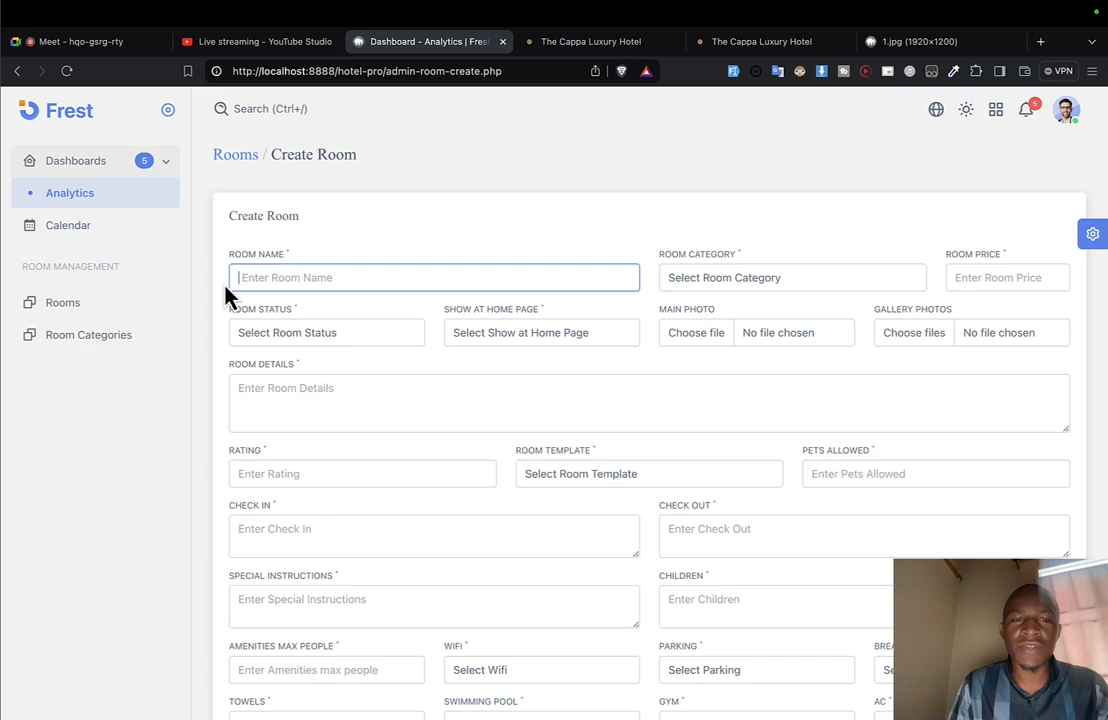 Meet - hqo-gsrg-rty
Live streaming - YouTube Studio
Dashboard - Analytics | Fres
The Cappa Luxury Hotel
The Cappa Luxury Hotel
1.jpg (1920×1200)
http://localhost:8888/hotel-pro/admin-room-create.php
VPN
Frest
Search (Ctrl+/)
5
Dashboards
5
Analytics
Calendar
ROOM MANAGEMENT
Rooms
Room Categories
Rooms / Create Room
Create Room
ROOM NAME *
ROOM CATEGORY *
ROOM PRICE *
Enter Room Name
Select Room Category
Enter Room Price
ROOM STATUS *
SHOW AT HOME PAGE *
MAIN PHOTO
GALLERY PHOTOS
Select Room Status
Select Show at Home Page
Choose file
No file chosen
Choose files
No file chosen
ROOM DETAILS *
Enter Room Details
RATING *
ROOM TEMPLATE *
PETS ALLOWED *
Enter Rating
Select Room Template
Enter Pets Allowed
CHECK IN *
CHECK OUT *
Enter Check In
Enter Check Out
SPECIAL INSTRUCTIONS *
CHILDREN *
Enter Special Instructions
Enter Children
AMENITIES MAX PEOPLE *
WIFI *
PARKING *
BREA
Enter Amenities max people
Select Wifi
Select Parking
Se
TOWELS *
SWIMMING POOL *
GYM *
AC *